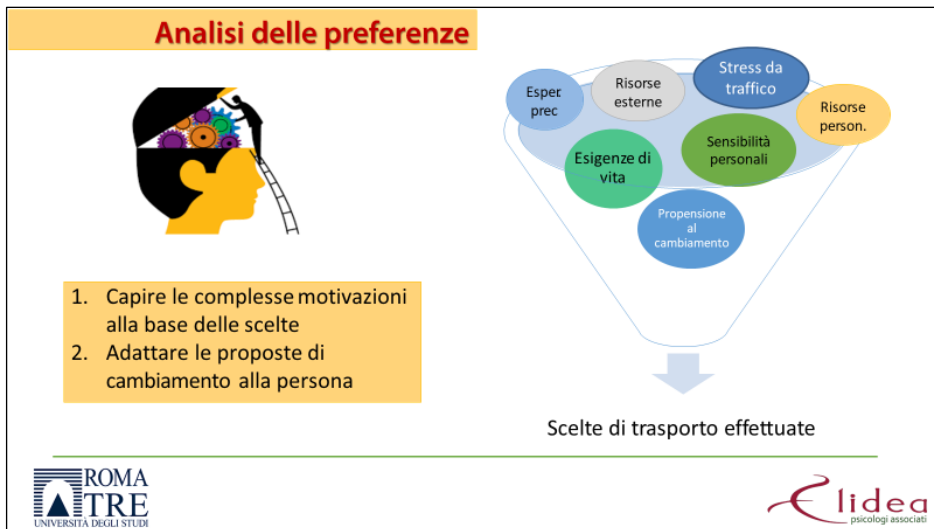 Analisi delle preferenze
Esper.
prec
Risorse
esterne
Stress da
traffico
Risorse
person.
Esigenze di
vita
Sensibilità
personali
Propensione
al
cambiamento
1. Capire le complesse motivazioni
alla base delle scelte
2. Adattare le proposte di
cambiamento alla persona
Scelte di trasporto effettuate
ROMA
TRE
UNIVERSITÀ DEGLI STUDI
Elidea
psicologi associati